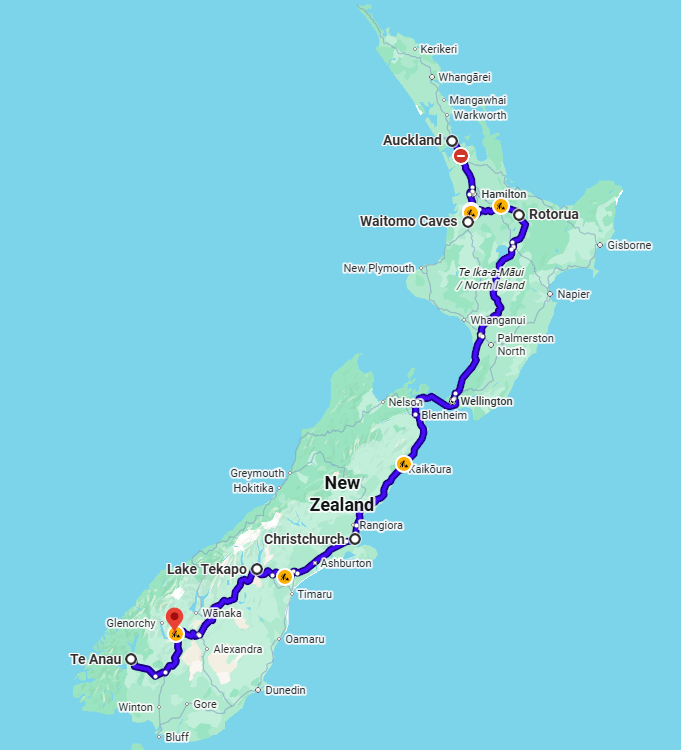 Kerikeri
Whangārei
Mangawhai
Warkworth
Auckland
Hamilton
Rotorua
Waitomo Caves
Gisborne
New Plymouth
Te Ika-a-Māui
/ North Island
Napier
Whanganui
Palmerston
North
Nelson
Wellington
Blenheim
Kaikōura
Greymouth
Hokitika
New
Zealand
Rangiora
Christchurch
Ashburton
Lake Tekapo
Timaru
Wānaka
Glenorchy
Oamaru
Alexandra
Te Anau
Dunedin
Gore
Winton
Bluff